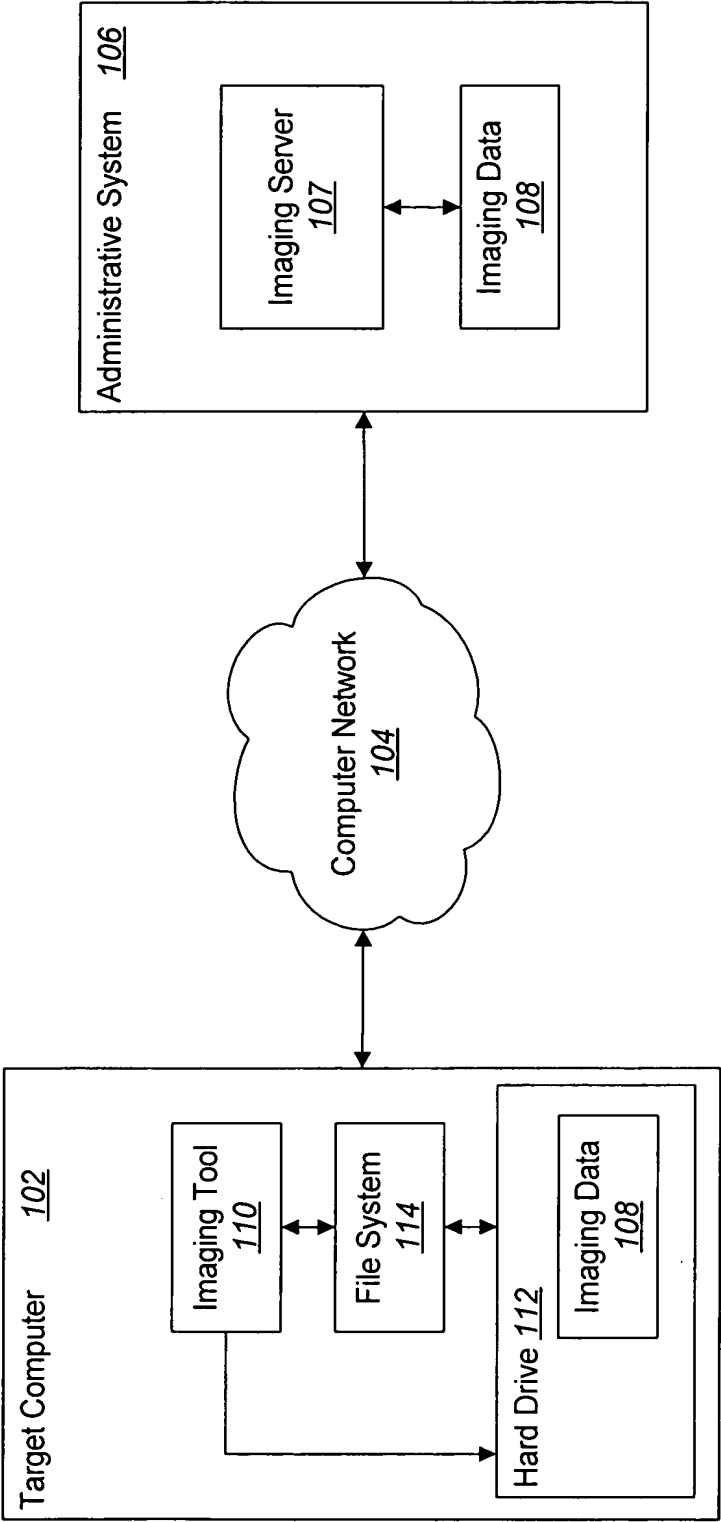 Target Computer 102
Imaging Tool
110
File System
114
Hard Drive 112
Imaging Data
108
Computer Network
104
Administrative System 106
Imaging Server
107
Imaging Data
108